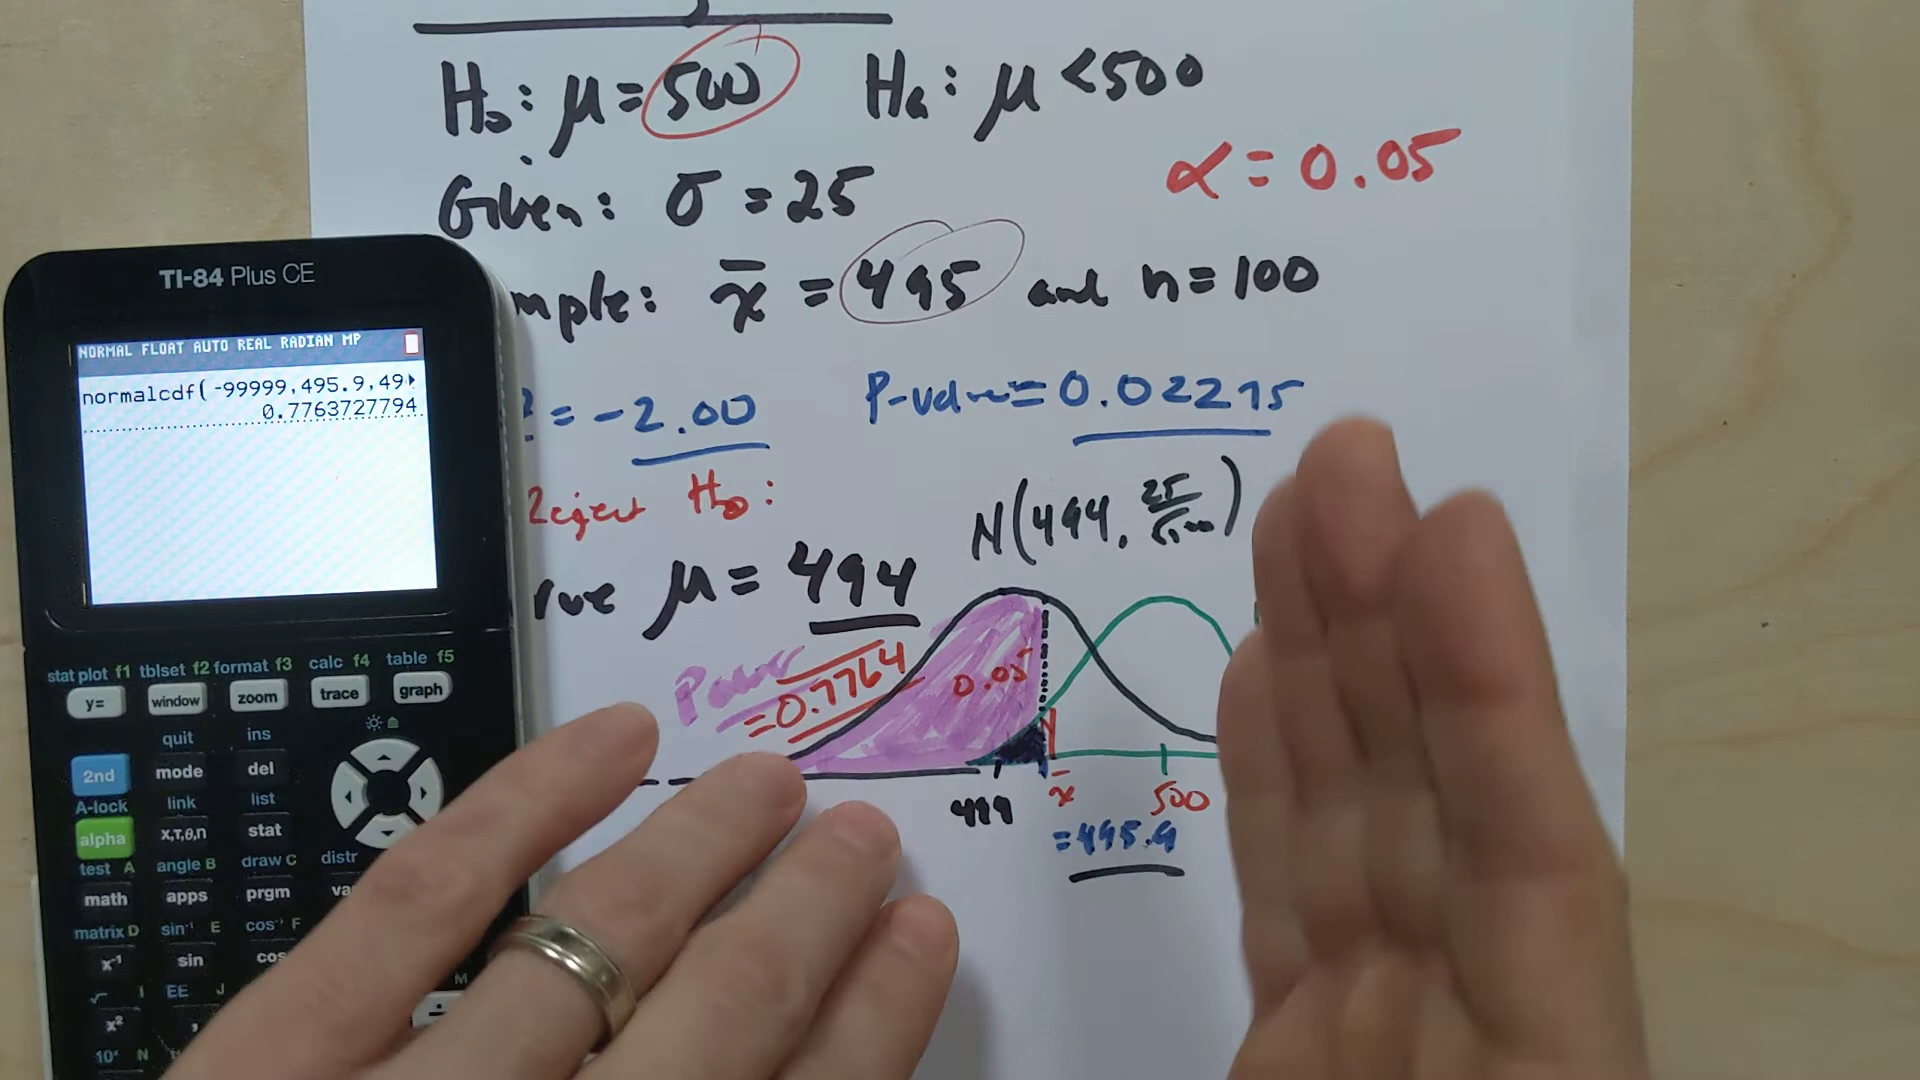 H₀: μ = 500 Hₐ: μ < 500
α = 0.05
Given: σ = 25
mple: x̄ = 495 and n = 100
= -2.00 P-value = 0.02275
Reject H₀:
N(494, 25/√100)
rue μ = 494
Power
= 0.7764
0.05
494 x̄ 500
= 495.9
TI-84 Plus CE
NORMAL FLOAT AUTO REAL RADIAN MP
normalcdf(-99999,495.9,49
0.7763727794
stat plot f1 tblset f2 format f3 calc f4 table f5
y= window zoom trace graph
quit ins
2nd mode del
A-lock link list
alpha X,T,θ,n stat
test A angle B draw C distr
math apps prgm va
matrix D sin⁻¹ E cos⁻¹ F
x⁻¹ sin cos
√ I EE J
M
x² , ÷
10ˣ N